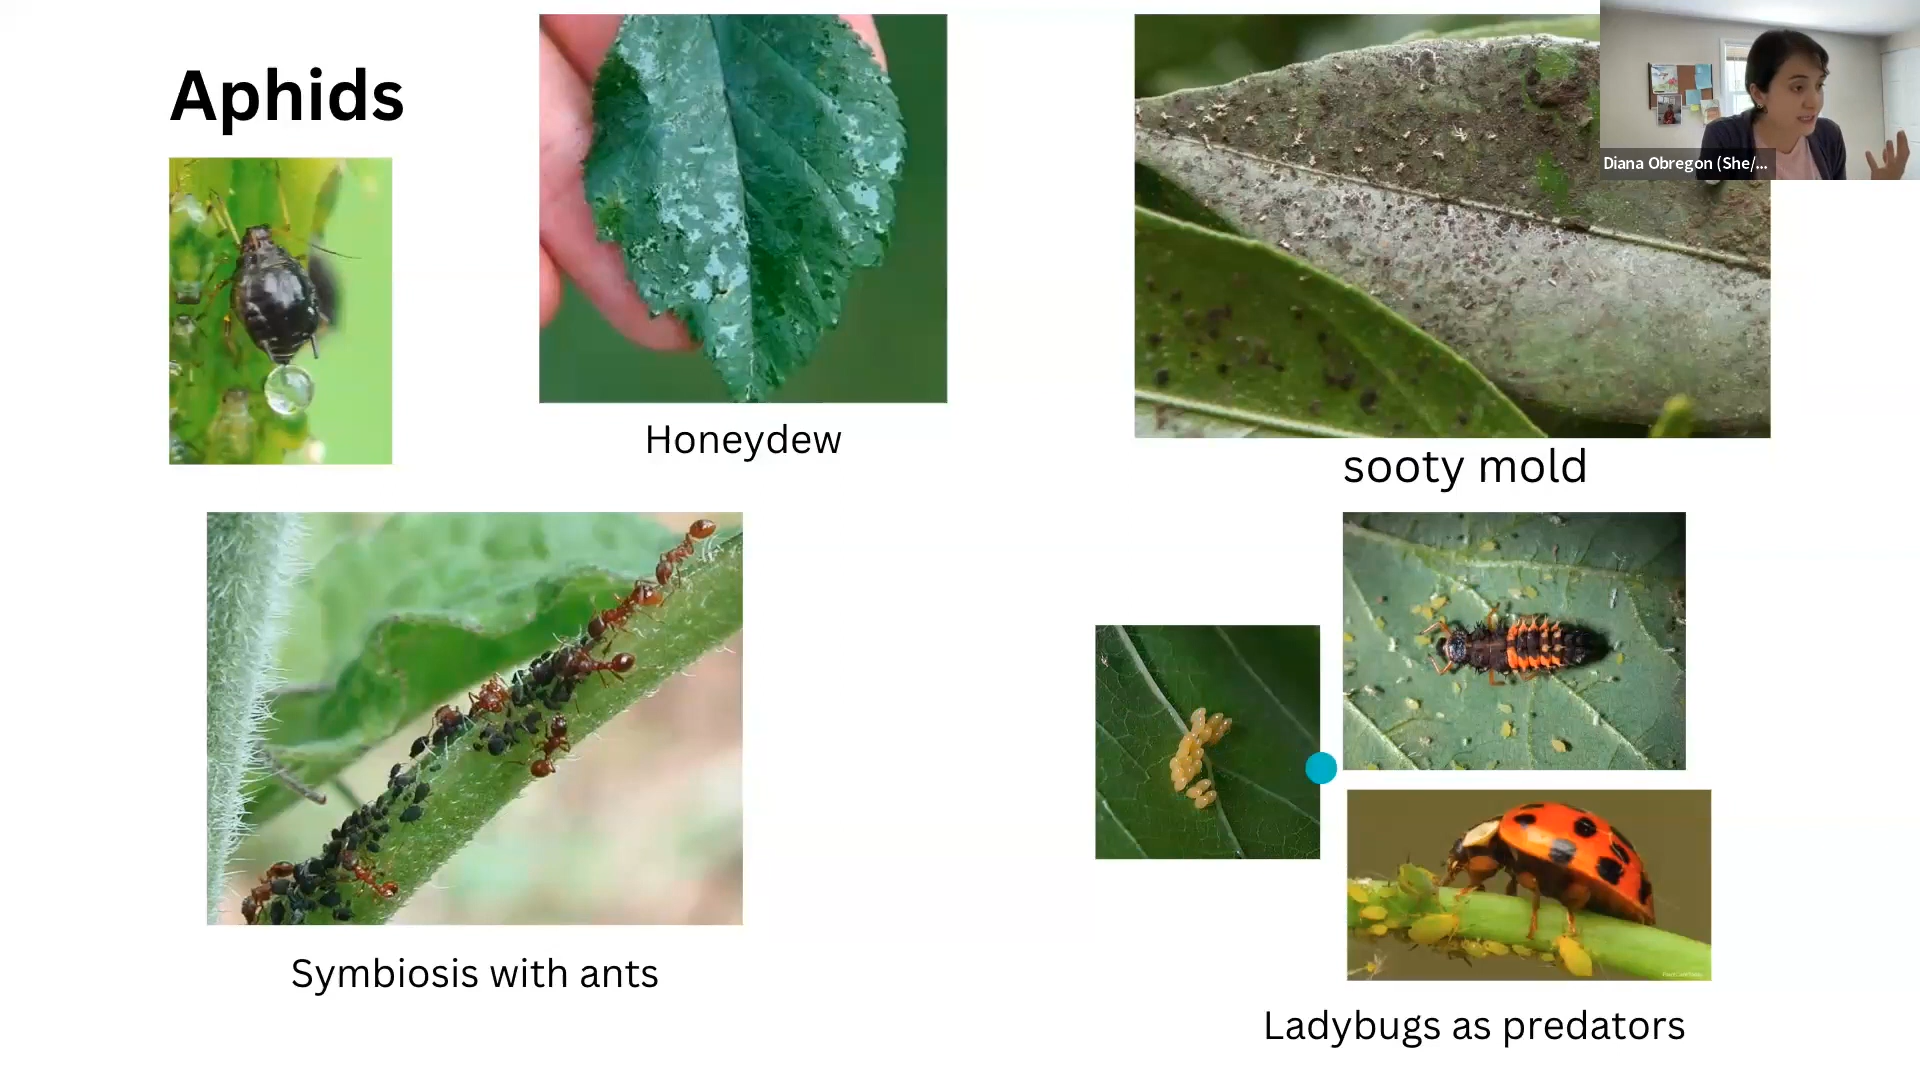 Aphids
Diana Obregon (She/...
Honeydew
sooty mold
Symbiosis with ants
Ladybugs as predators